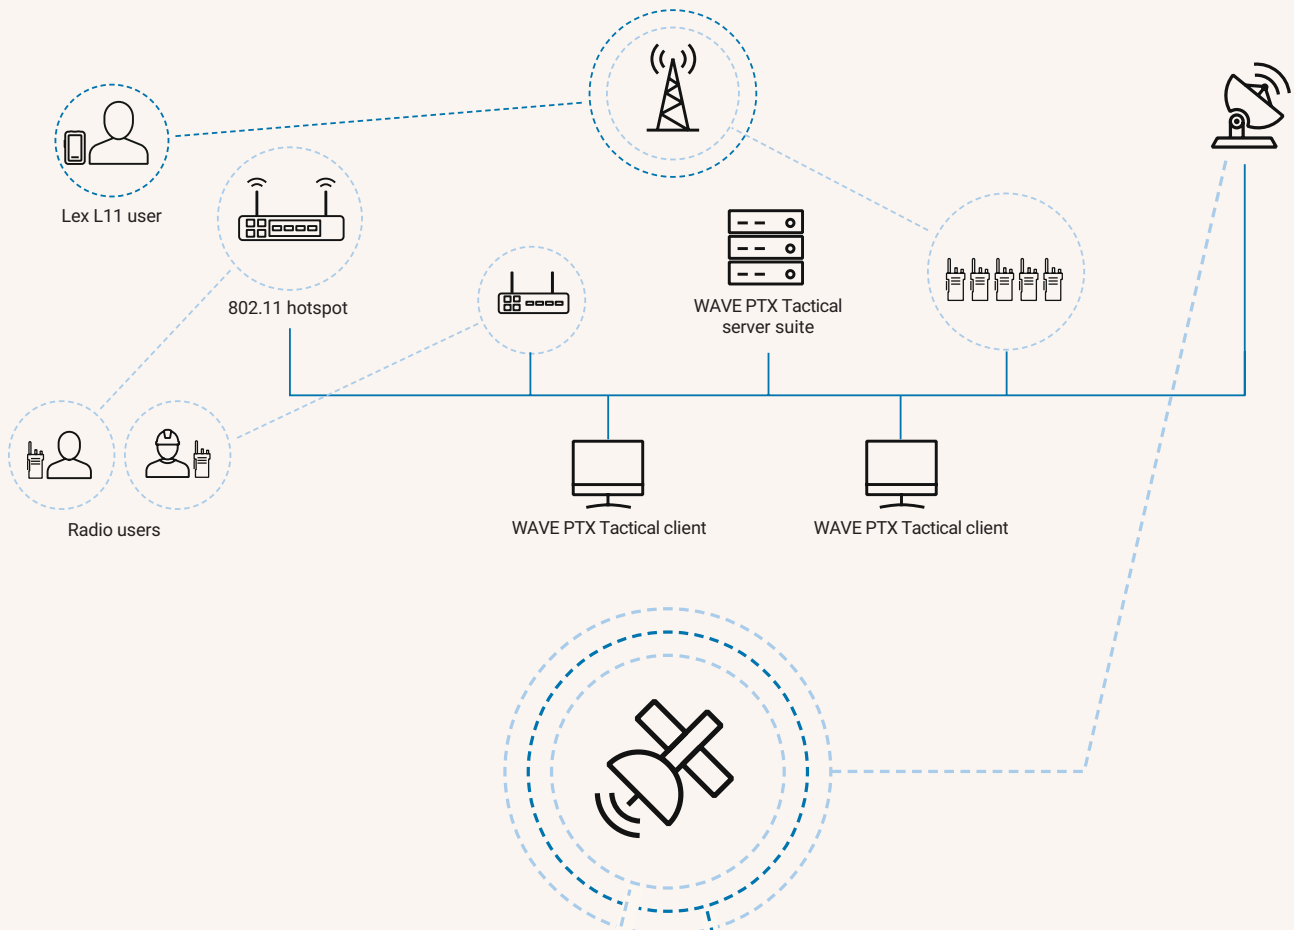 Lex L11 user
802.11 hotspot
WAVE PTX Tactical
server suite
Radio users
WAVE PTX Tactical client
WAVE PTX Tactical client